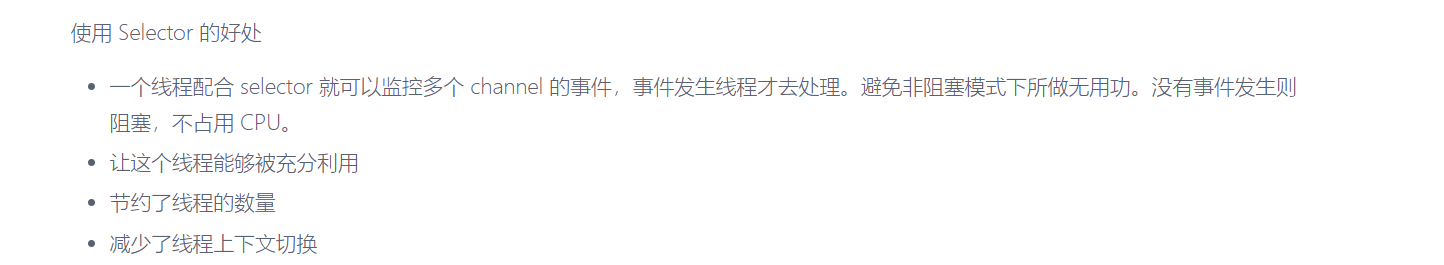 使用 Selector 的好处
一个线程配合 selector 就可以监控多个 channel 的事件，事件发生线程才去处理。避免非阻塞模式下所做无用功。没有事件发生则
阻塞，不占用 CPU。
让这个线程能够被充分利用
节约了线程的数量
减少了线程上下文切换